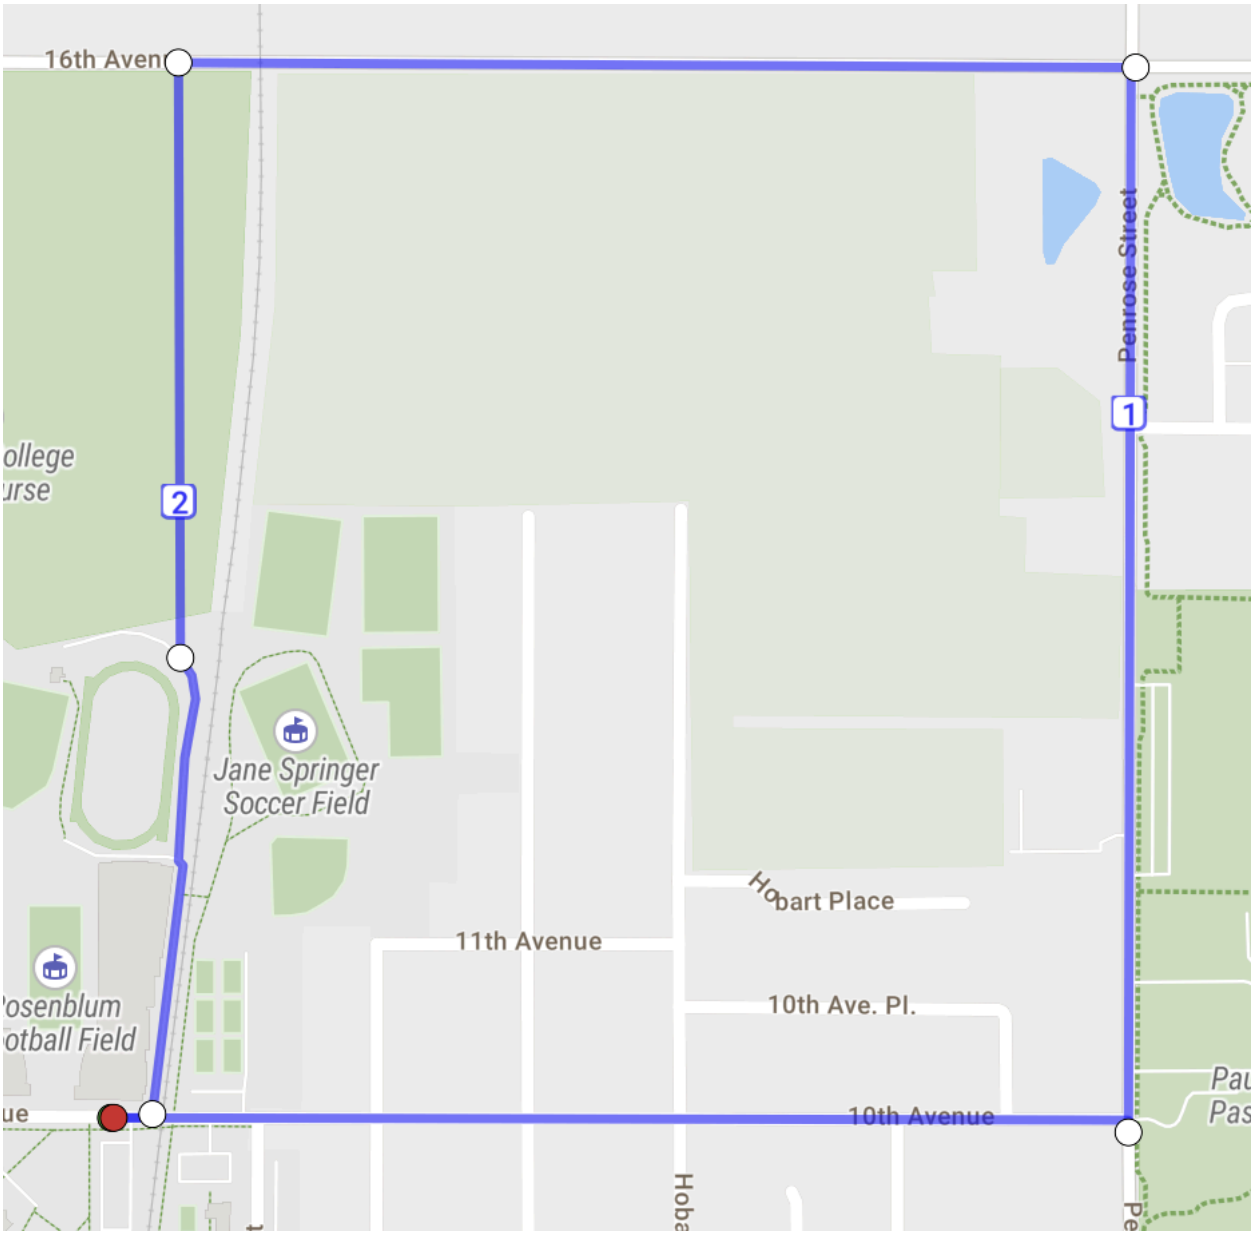 16th Aven
Penrose Street
1
ollege
urse
2
Jane Springer
Soccer Field
Hobart Place
11th Avenue
osenblum
otball Field
10th Ave. Pl.
Pau
Pas
ue
10th Avenue
Hoba
Pe
t